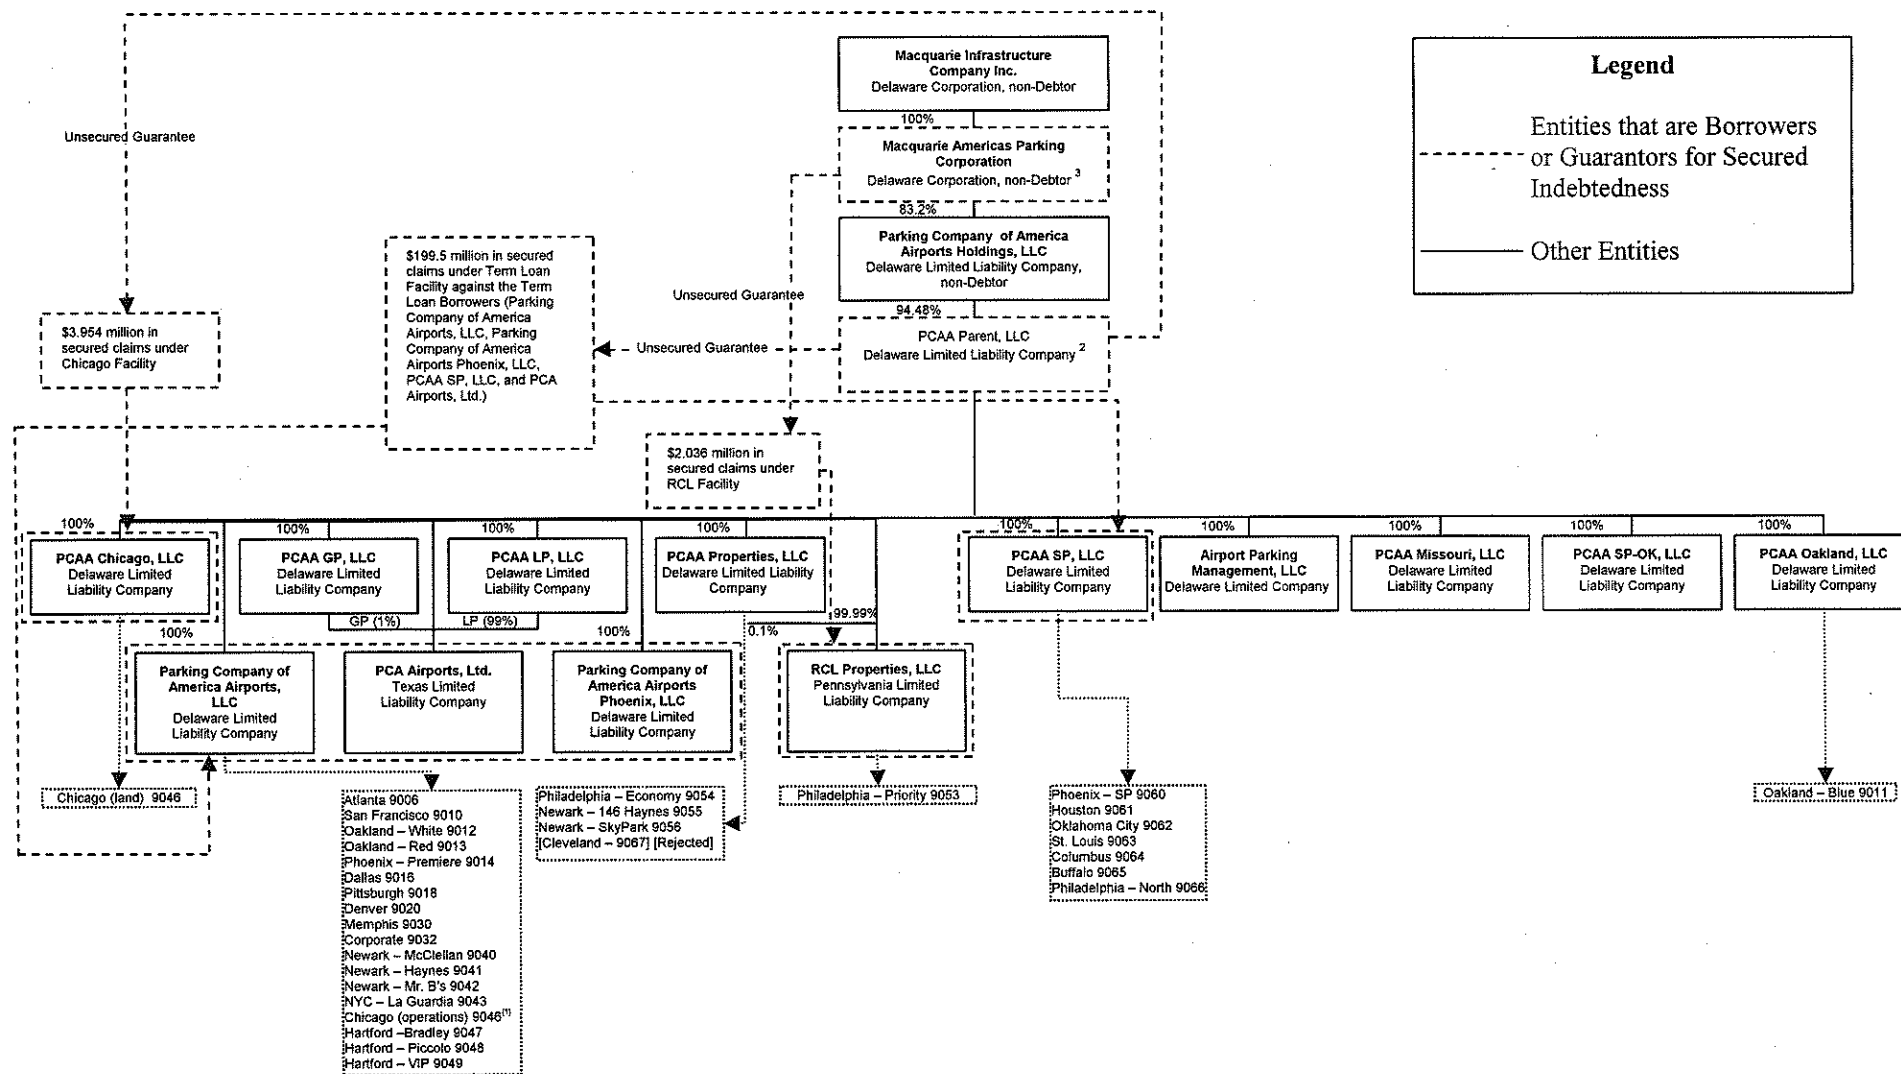 Macquarie Infrastructure
Company Inc.
Delaware Corporation, non-Debtor
100%
Macquarie Americas Parking
Corporation
Delaware Corporation, non-Debtor 3
83.2%
Parking Company of America
Airports Holdings, LLC
Delaware Limited Liability Company,
non-Debtor
94.48%
PCAA Parent, LLC
Delaware Limited Liability Company 2
Legend
Entities that are Borrowers
or Guarantors for Secured
Indebtedness
Other Entities
Unsecured Guarantee
$3.954 million in
secured claims under
Chicago Facility
$199.5 million in secured
claims under Term Loan
Facility against the Term
Loan Borrowers (Parking
Company of America
Airports, LLC, Parking
Company of America
Airports Phoenix, LLC,
PCAA SP, LLC, and PCA
Airports, Ltd.)
Unsecured Guarantee
Unsecured Guarantee
$2.036 million in
secured claims under
RCL Facility
100%
PCAA Chicago, LLC
Delaware Limited
Liability Company
100%
PCAA GP, LLC
Delaware Limited
Liability Company
100%
PCAA LP, LLC
Delaware Limited
Liability Company
100%
PCAA Properties, LLC
Delaware Limited Liability
Company
100%
PCAA SP, LLC
Delaware Limited
Liability Company
100%
Airport Parking
Management, LLC
Delaware Limited Company
100%
PCAA Missouri, LLC
Delaware Limited
Liability Company
100%
PCAA SP-OK, LLC
Delaware Limited
Liability Company
100%
PCAA Oakland, LLC
Delaware Limited
Liability Company
GP (1%)
LP (99%)
99.99%
100%
100%
0.1%
Parking Company of
America Airports,
LLC
Delaware Limited
Liability Company
PCA Airports, Ltd.
Texas Limited
Liability Company
Parking Company of
America Airports
Phoenix, LLC
Delaware Limited
Liability Company
RCL Properties, LLC
Pennsylvania Limited
Liability Company
Chicago (land) 9046
Atlanta 9006
San Francisco 9010
Oakland – White 9012
Oakland – Red 9013
Phoenix – Premiere 9014
Dallas 9016
Pittsburgh 9018
Denver 9020
Memphis 9030
Corporate 9032
Newark – McClellan 9040
Newark – Haynes 9041
Newark – Mr. B's 9042
NYC – La Guardia 9043
Chicago (operations) 9046[1]
Hartford –Bradley 9047
Hartford – Piccolo 9048
Hartford – VIP 9049
Philadelphia – Economy 9054
Newark – 146 Haynes 9055
Newark – SkyPark 9056
[Cleveland – 9067] [Rejected]
Philadelphia – Priority 9053
Phoenix – SP 9060
Houston 9061
Oklahoma City 9062
St. Louis 9063
Columbus 9064
Buffalo 9065
Philadelphia – North 9066
Oakland – Blue 9011